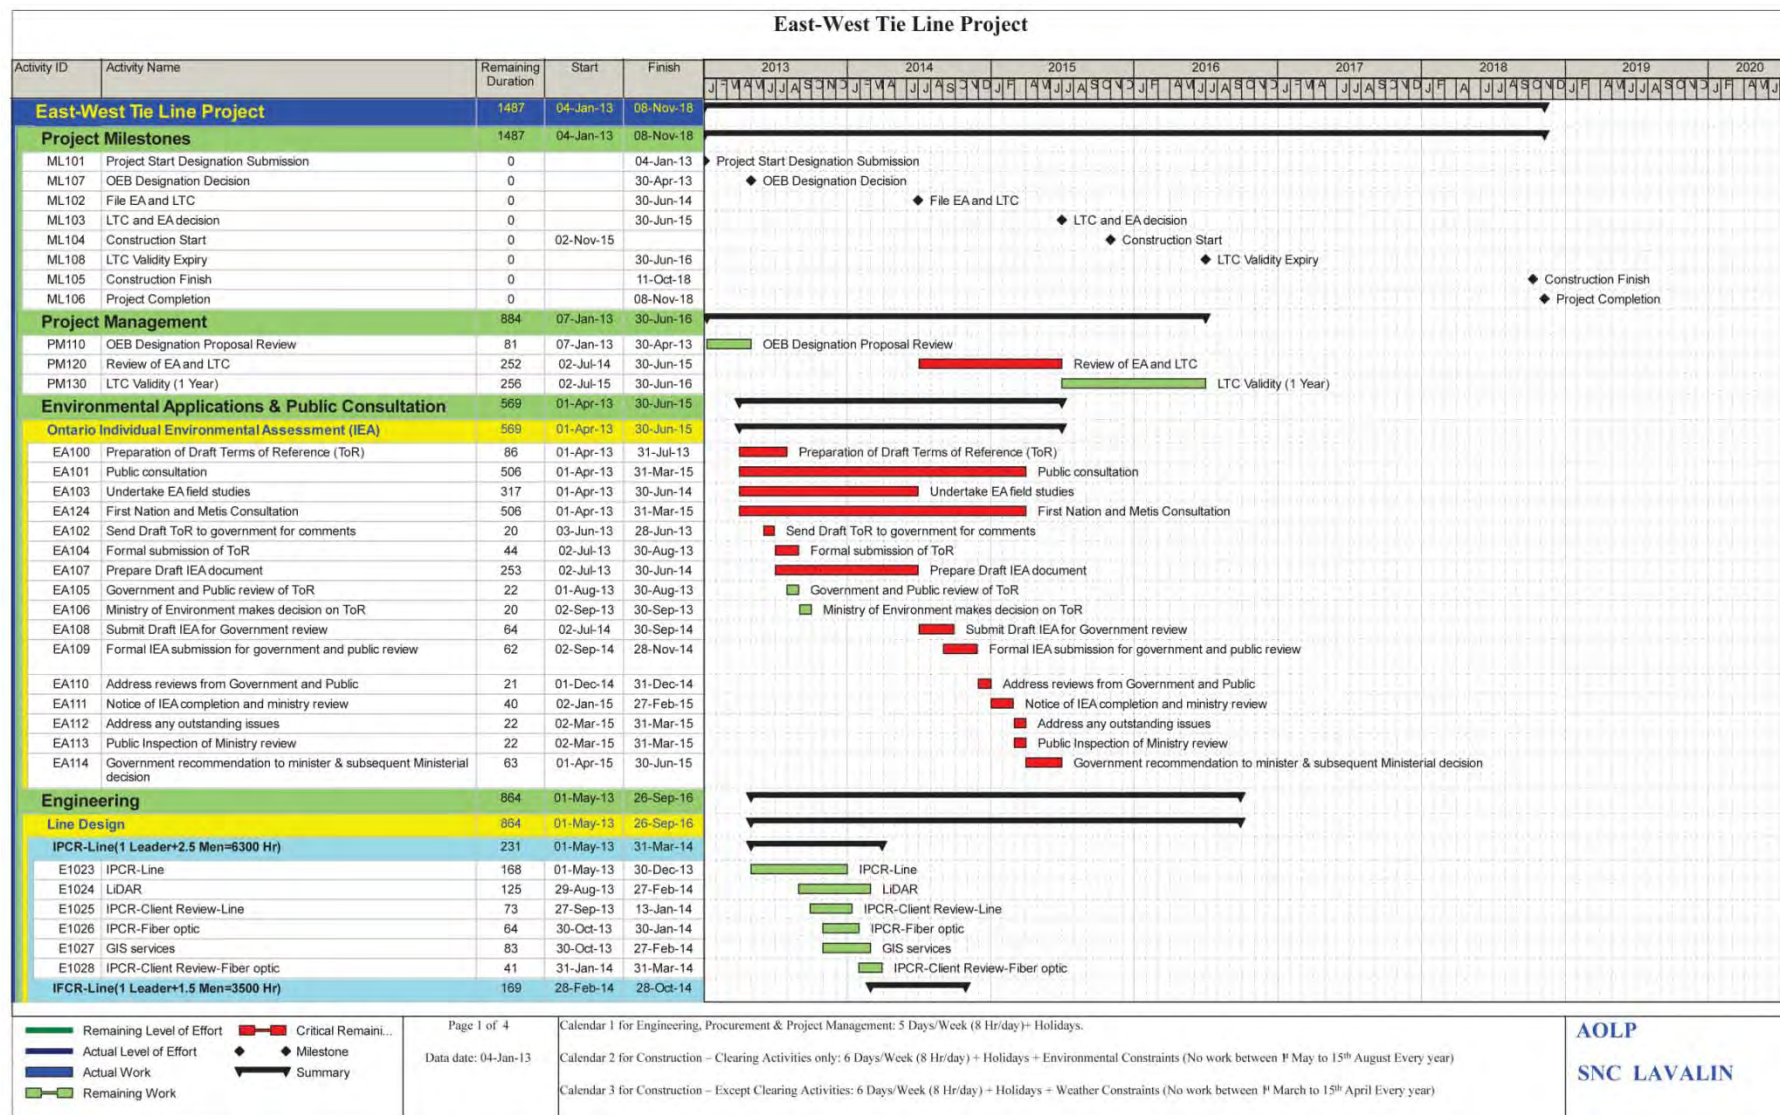 East-West Tie Line Project
Activity ID Activity Name Remaining Duration Start Finish 2013 2014 2015 2016 2017 2018 2019 2020
East-West Tie Line Project 1487 04-Jan-13 08-Nov-18
Project Milestones 1487 04-Jan-13 08-Nov-18
ML101 Project Start Designation Submission 0 04-Jan-13 Project Start Designation Submission
ML107 OEB Designation Decision 0 30-Apr-13 OEB Designation Decision
ML102 File EA and LTC 0 30-Jun-14 File EA and LTC
ML103 LTC and EA decision 0 30-Jun-15 LTC and EA decision
ML104 Construction Start 0 02-Nov-15 Construction Start
ML108 LTC Validity Expiry 0 30-Jun-16 LTC Validity Expiry
ML105 Construction Finish 0 11-Oct-18 Construction Finish
ML106 Project Completion 0 08-Nov-18 Project Completion
Project Management 884 07-Jan-13 30-Jun-16
PM110 OEB Designation Proposal Review 81 07-Jan-13 30-Apr-13 OEB Designation Proposal Review
PM120 Review of EA and LTC 252 02-Jul-14 30-Jun-15 Review of EA and LTC
PM130 LTC Validity (1 Year) 256 02-Jul-15 30-Jun-16 LTC Validity (1 Year)
Environmental Applications & Public Consultation 569 01-Apr-13 30-Jun-15
Ontario Individual Environmental Assessment (IEA) 569 01-Apr-13 30-Jun-15
EA100 Preparation of Draft Terms of Reference (ToR) 86 01-Apr-13 31-Jul-13 Preparation of Draft Terms of Reference (ToR)
EA101 Public consultation 506 01-Apr-13 31-Mar-15 Public consultation
EA103 Undertake EA field studies 317 01-Apr-13 30-Jun-14 Undertake EA field studies
EA124 First Nation and Metis Consultation 506 01-Apr-13 31-Mar-15 First Nation and Metis Consultation
EA102 Send Draft ToR to government for comments 20 03-Jun-13 28-Jun-13 Send Draft ToR to government for comments
EA104 Formal submission of ToR 44 02-Jul-13 30-Aug-13 Formal submission of ToR
EA107 Prepare Draft IEA document 253 02-Jul-13 30-Jun-14 Prepare Draft IEA document
EA105 Government and Public review of ToR 22 01-Aug-13 30-Aug-13 Government and Public review of ToR
EA106 Ministry of Environment makes decision on ToR 20 02-Sep-13 30-Sep-13 Ministry of Environment makes decision on ToR
EA108 Submit Draft IEA for Government review 64 02-Jul-14 30-Sep-14 Submit Draft IEA for Government review
EA109 Formal IEA submission for government and public review 62 02-Sep-14 28-Nov-14 Formal IEA submission for government and public review
EA110 Address reviews from Government and Public 21 01-Dec-14 31-Dec-14 Address reviews from Government and Public
EA111 Notice of IEA completion and ministry review 40 02-Jan-15 27-Feb-15 Notice of IEA completion and ministry review
EA112 Address any outstanding issues 22 02-Mar-15 31-Mar-15 Address any outstanding issues
EA113 Public Inspection of Ministry review 22 02-Mar-15 31-Mar-15 Public Inspection of Ministry review
EA114 Government recommendation to minister & subsequent Ministerial decision 63 01-Apr-15 30-Jun-15 Government recommendation to minister & subsequent Ministerial decision
Engineering 864 01-May-13 26-Sep-16
Line Design 864 01-May-13 26-Sep-16
IPCR-Line(1 Leader+2.5 Men=6300 Hr) 231 01-May-13 31-Mar-14
E1023 IPCR-Line 168 01-May-13 30-Dec-13 IPCR-Line
E1024 LiDAR 125 29-Aug-13 27-Feb-14 LiDAR
E1025 IPCR-Client Review-Line 73 27-Sep-13 13-Jan-14 IPCR-Client Review-Line
E1026 IPCR-Fiber optic 64 30-Oct-13 30-Jan-14 IPCR-Fiber optic
E1027 GIS services 83 30-Oct-13 27-Feb-14 GIS services
E1028 IPCR-Client Review-Fiber optic 41 31-Jan-14 31-Mar-14 IPCR-Client Review-Fiber optic
IFCR-Line(1 Leader+1.5 Men=3500 Hr) 169 28-Feb-14 28-Oct-14
Remaining Level of Effort Critical Remaini...
Actual Level of Effort Milestone
Actual Work Summary
Remaining Work
Page 1 of 4
Data date: 04-Jan-13
Calendar 1 for Engineering, Procurement & Project Management: 5 Days/Week (8 Hr/day)+ Holidays.
Calendar 2 for Construction – Clearing Activities only: 6 Days/Week (8 Hr/day) + Holidays + Environmental Constraints (No work between 1st May to 15th August Every year)
Calendar 3 for Construction – Except Clearing Activities: 6 Days/Week (8 Hr/day) + Holidays + Weather Constraints (No work between 1st March to 15th April Every year)
AOLP
SNC LAVALIN